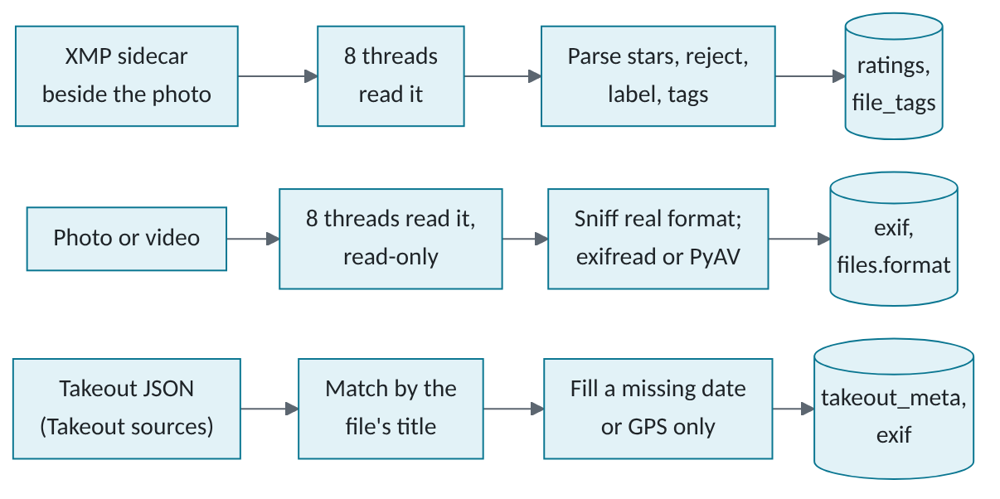 XMP sidecar
beside the photo
8 threads
read it
Parse stars, reject,
label, tags
ratings,
file_tags
Photo or video
8 threads read it,
read-only
Sniff real format;
exifread or PyAV
exif,
files.format
Takeout JSON
(Takeout sources)
Match by the
file's title
Fill a missing date
or GPS only
takeout_meta,
exif